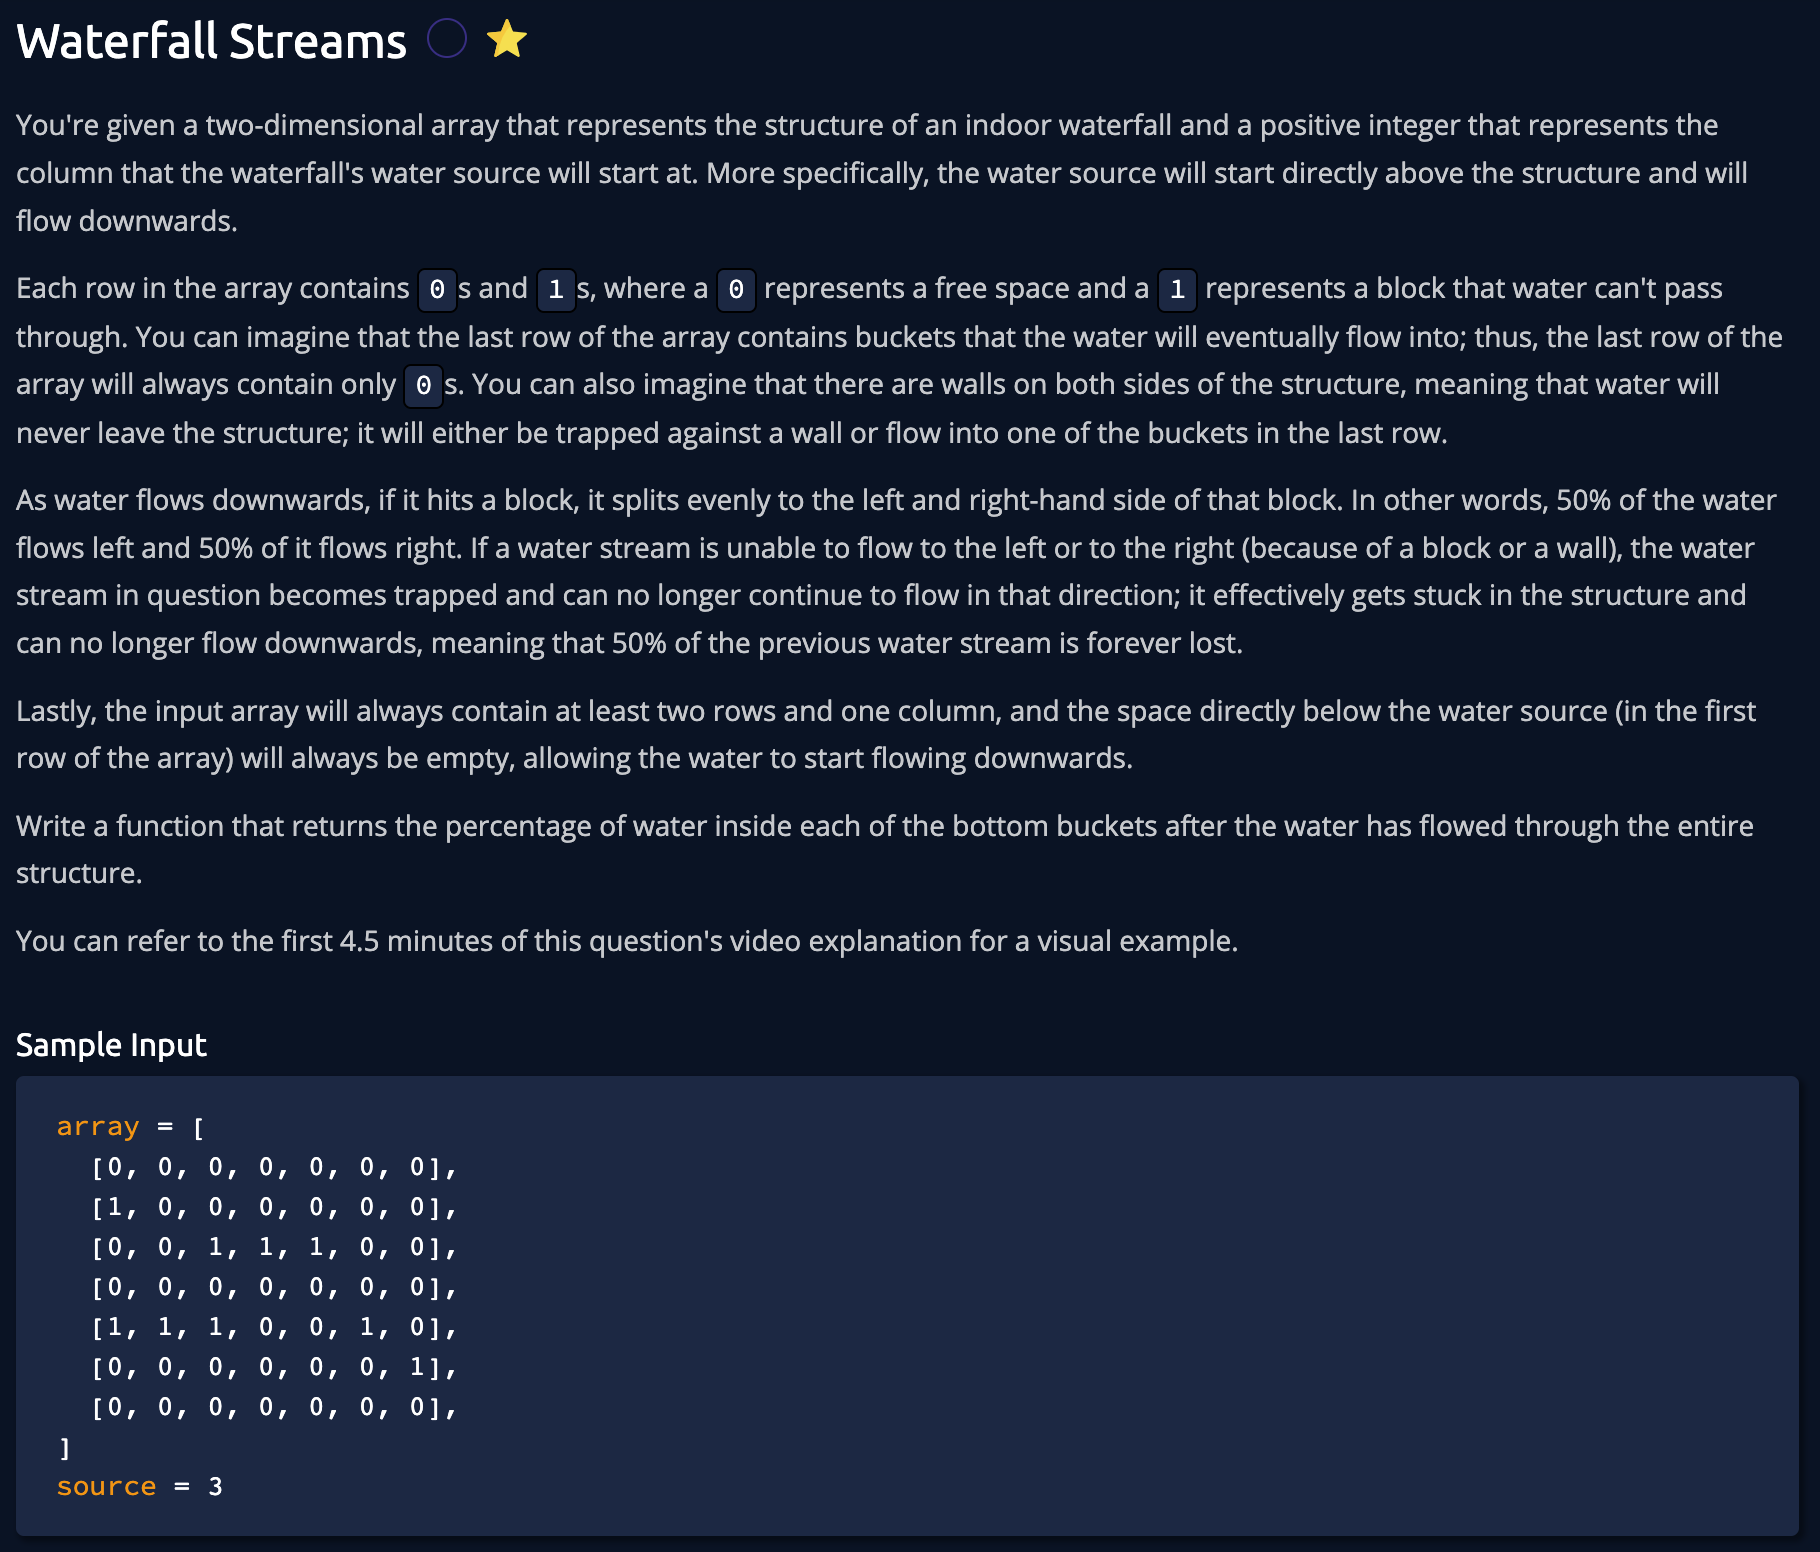 Waterfall Streams
You're given a two-dimensional array that represents the structure of an indoor waterfall and a positive integer that represents the
column that the waterfall's water source will start at. More specifically, the water source will start directly above the structure and will
flow downwards.
Each row in the array contains 0s and 1s, where a 0 represents a free space and a 1 represents a block that water can't pass
through. You can imagine that the last row of the array contains buckets that the water will eventually flow into; thus, the last row of the
array will always contain only 0s. You can also imagine that there are walls on both sides of the structure, meaning that water will
never leave the structure; it will either be trapped against a wall or flow into one of the buckets in the last row.
As water flows downwards, if it hits a block, it splits evenly to the left and right-hand side of that block. In other words, 50% of the water
flows left and 50% of it flows right. If a water stream is unable to flow to the left or to the right (because of a block or a wall), the water
stream in question becomes trapped and can no longer continue to flow in that direction; it effectively gets stuck in the structure and
can no longer flow downwards, meaning that 50% of the previous water stream is forever lost.
Lastly, the input array will always contain at least two rows and one column, and the space directly below the water source (in the first
row of the array) will always be empty, allowing the water to start flowing downwards.
Write a function that returns the percentage of water inside each of the bottom buckets after the water has flowed through the entire
structure.
You can refer to the first 4.5 minutes of this question's video explanation for a visual example.
Sample Input
array = [
[0, 0, 0, 0, 0, 0, 0],
[1, 0, 0, 0, 0, 0, 0],
[0, 0, 1, 1, 1, 0, 0],
[0, 0, 0, 0, 0, 0, 0],
[1, 1, 1, 0, 0, 1, 0],
[0, 0, 0, 0, 0, 0, 1],
[0, 0, 0, 0, 0, 0, 0],
]
source = 3